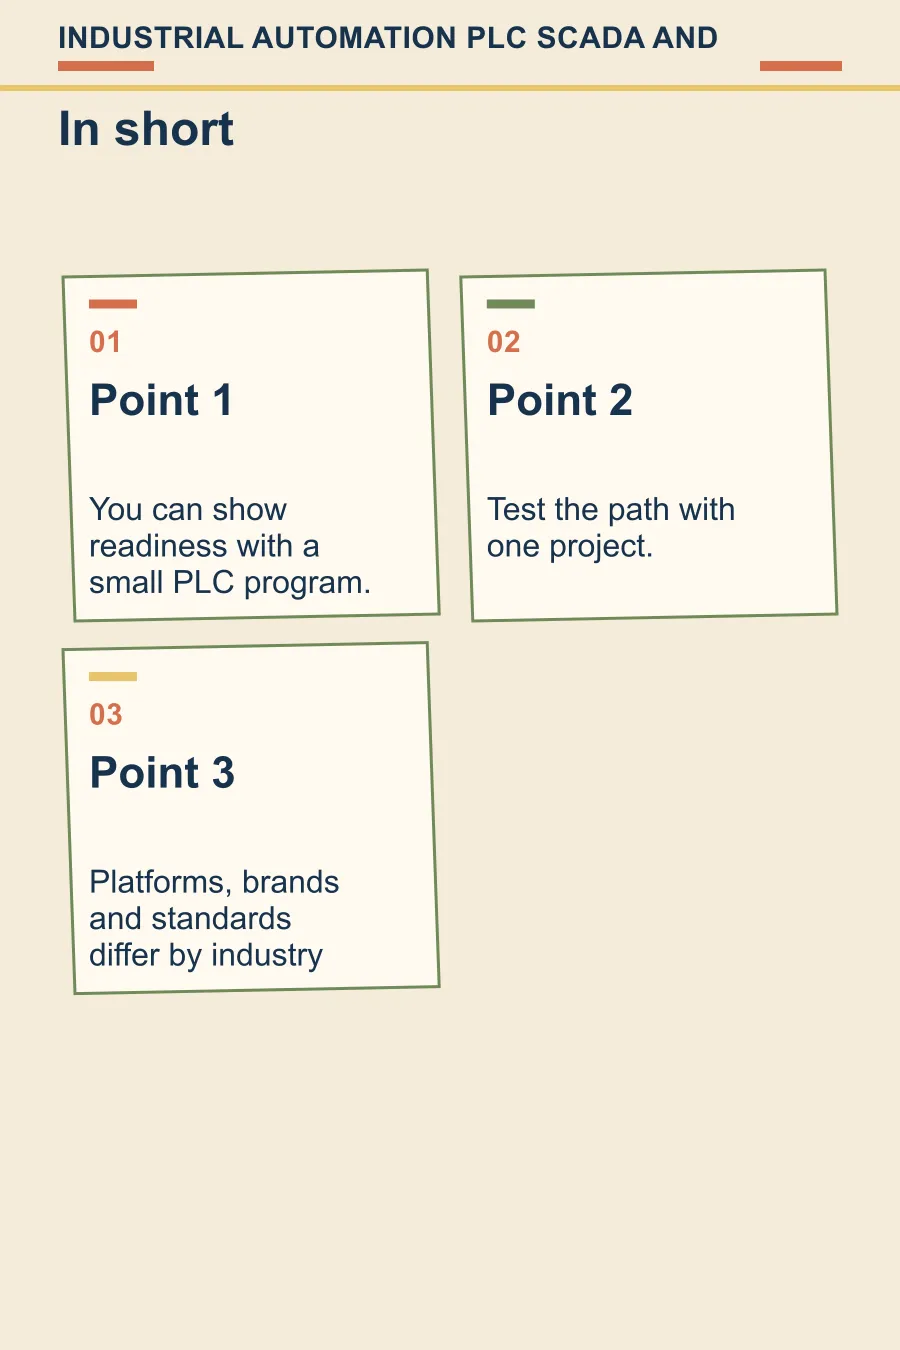 INDUSTRIAL AUTOMATION PLC SCADA AND
In short
01
Point 1
You can show
readiness with a
small PLC program.
02
Point 2
Test the path with
one project.
03
Point 3
Platforms, brands
and standards
differ by industry